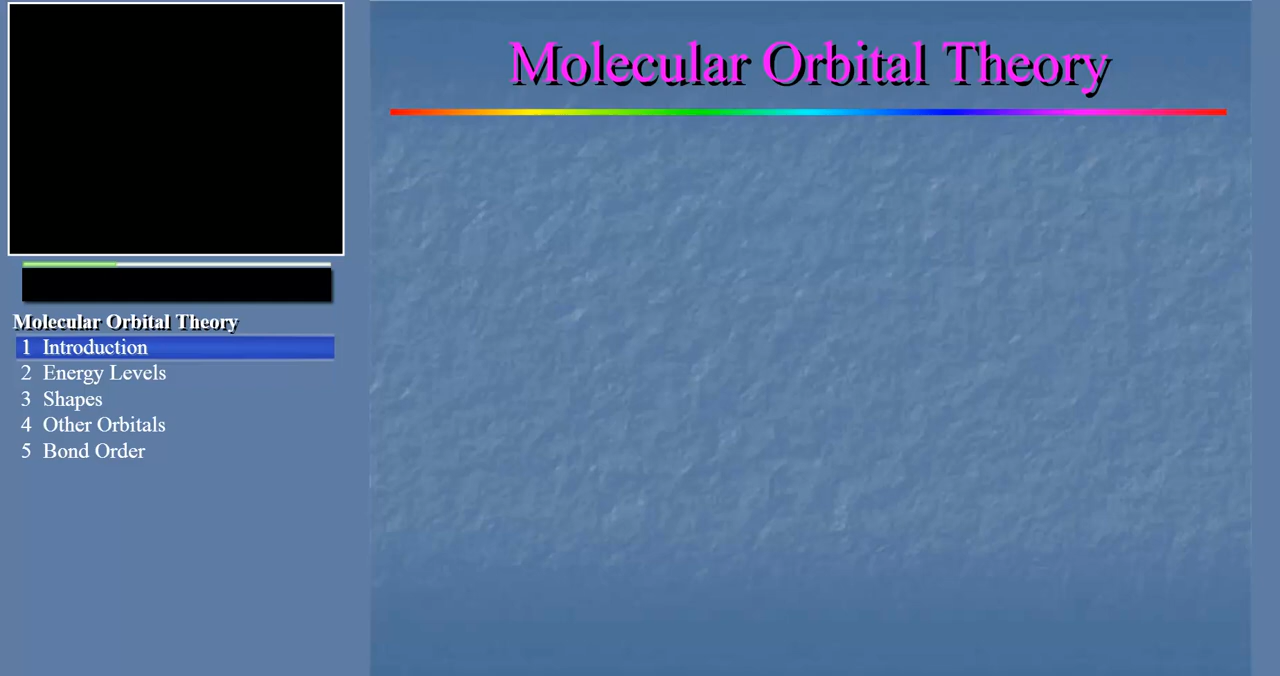 Molecular Orbital Theory
Molecular Orbital Theory
1 Introduction
2 Energy Levels
3 Shapes
4 Other Orbitals
5 Bond Order